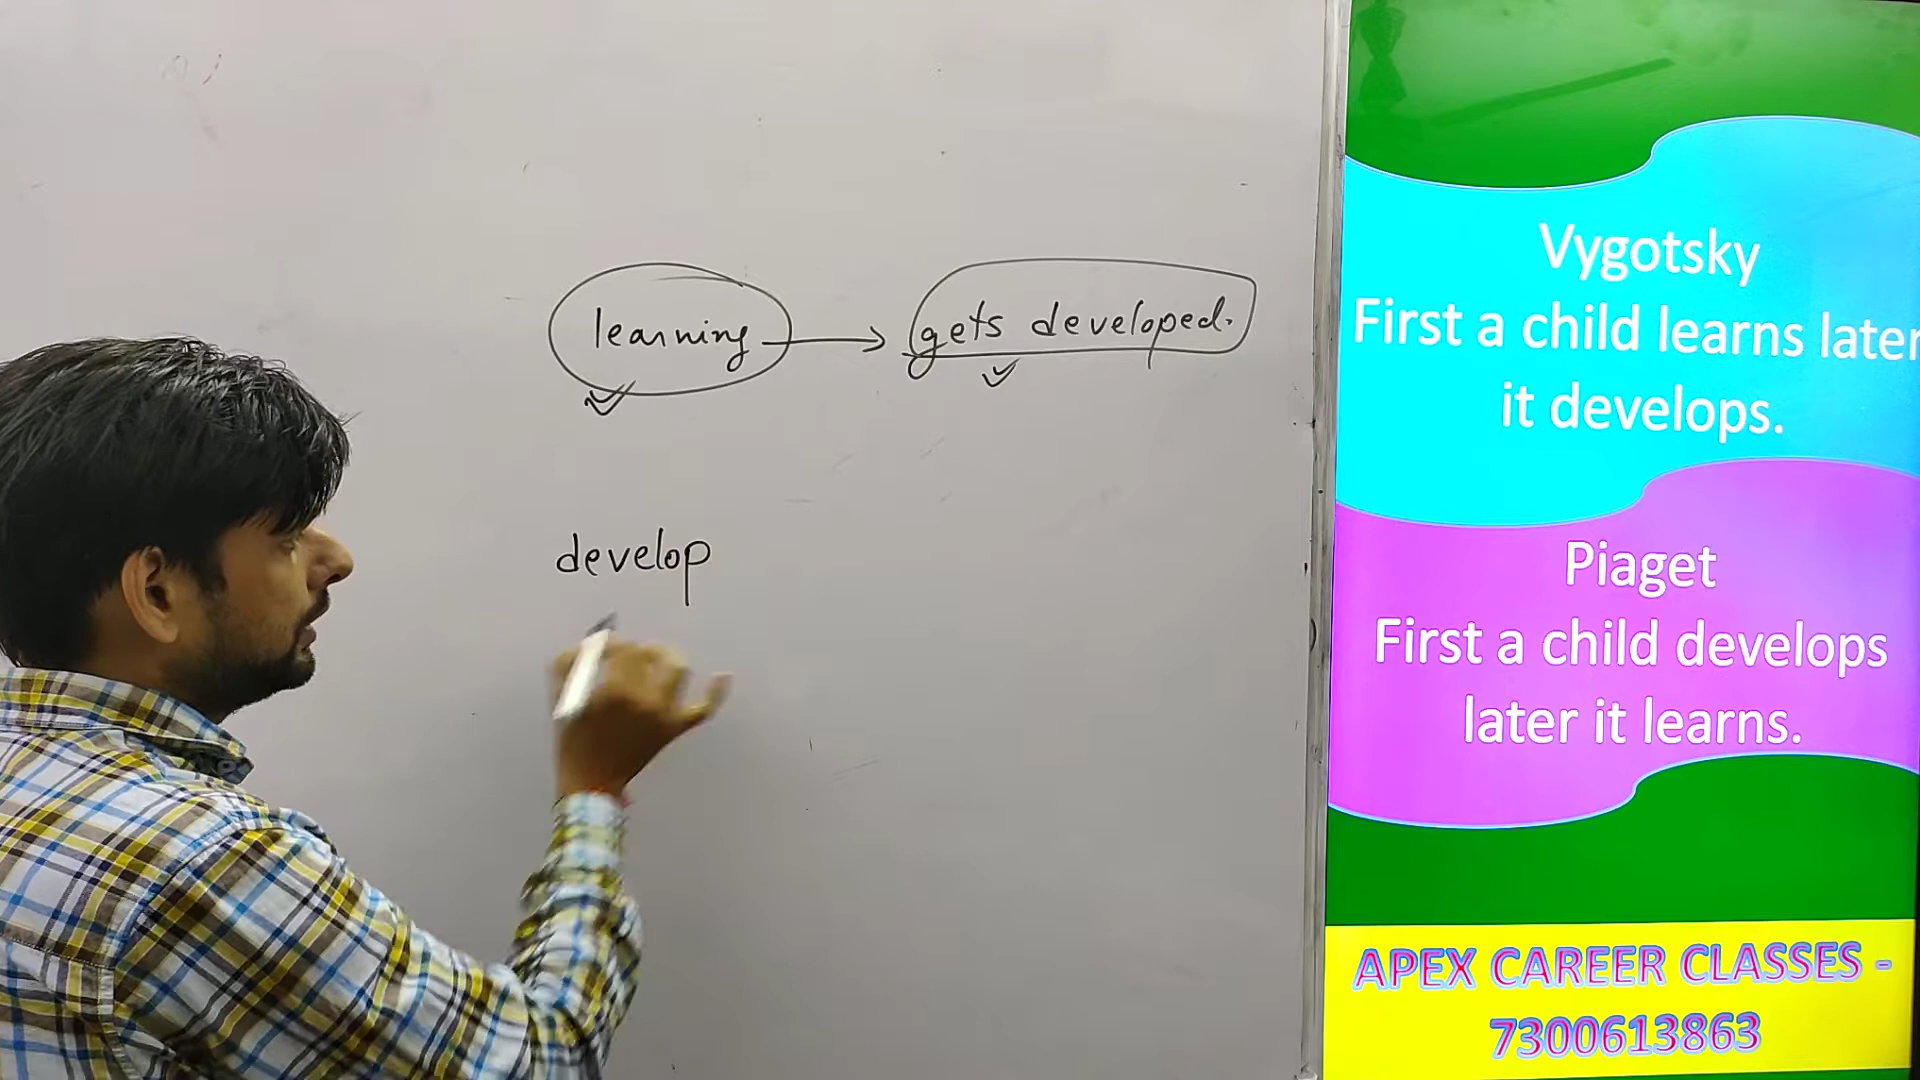 learning → gets developed.
develop
Vygotsky
First a child learns later
it develops.
Piaget
First a child develops
later it learns.
APEX CAREER CLASSES -
7300613863